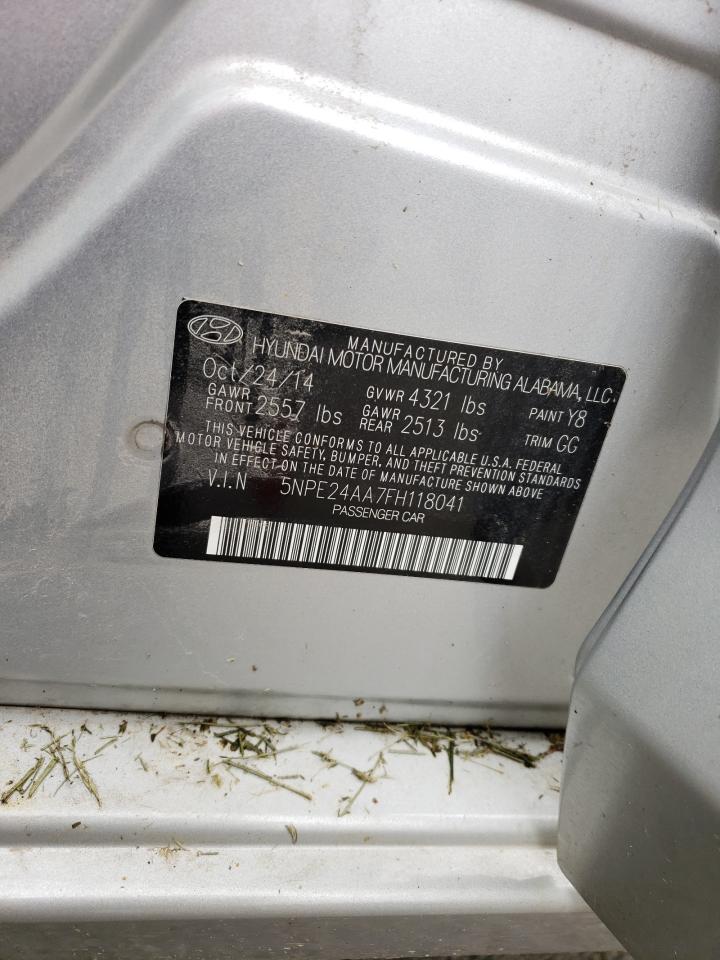 MANUFACTURED BY
HYUNDAI MOTOR MANUFACTURING ALABAMA, LLC
Oct/24/14 GVWR 4321 lbs PAINT Y8
GAWR FRONT 2557 lbs GAWR REAR 2513 lbs TRIM GG
THIS VEHICLE CONFORMS TO ALL APPLICABLE U.S.A. FEDERAL
MOTOR VEHICLE SAFETY, BUMPER, AND THEFT PREVENTION STANDARDS
IN EFFECT ON THE DATE OF MANUFACTURE SHOWN ABOVE
V.I.N 5NPE24AA7FH118041
PASSENGER CAR